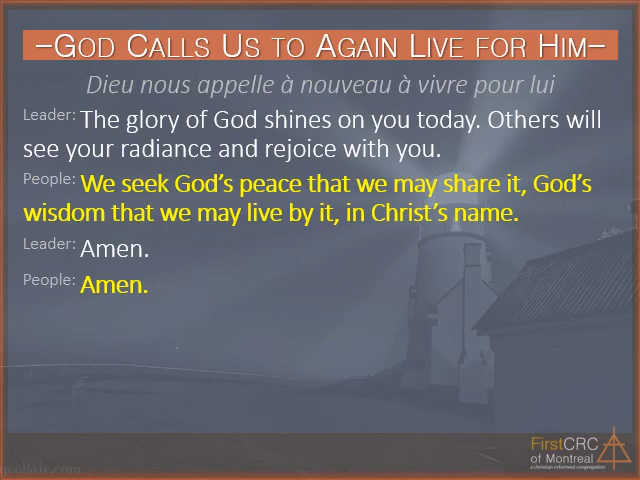 –God Calls Us to Again Live for Him–
Dieu nous appelle à nouveau à vivre pour lui
Leader: The glory of God shines on you today. Others will
see your radiance and rejoice with you.
People: We seek God's peace that we may share it, God's
wisdom that we may live by it, in Christ's name.
Leader: Amen.
People: Amen.
FirstCRC
of Montreal
a christian reformed congregation